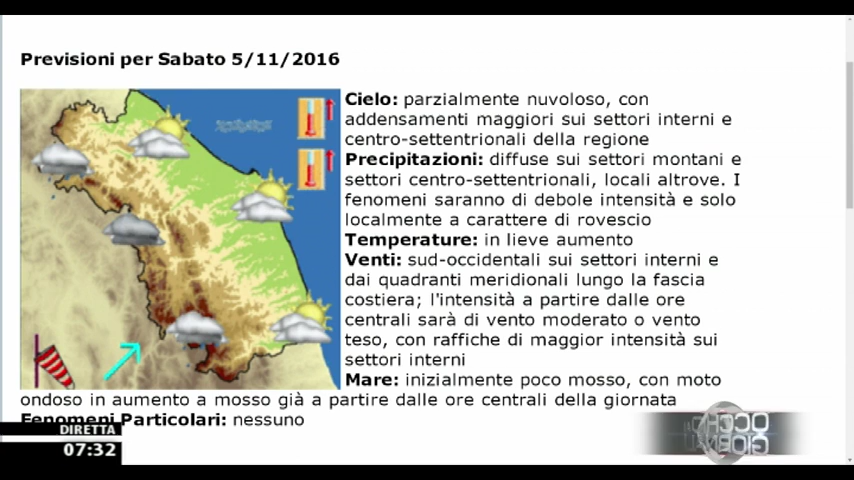 Previsioni per Sabato 5/11/2016
Cielo: parzialmente nuvoloso, con
addensamenti maggiori sui settori interni e
centro-settentrionali della regione
Precipitazioni: diffuse sui settori montani e
settori centro-settentrionali, locali altrove. I
fenomeni saranno di debole intensità e solo
localmente a carattere di rovescio
Temperature: in lieve aumento
Venti: sud-occidentali sui settori interni e
dai quadranti meridionali lungo la fascia
costiera; l'intensità a partire dalle ore
centrali sarà di vento moderato o vento
teso, con raffiche di maggior intensità sui
settori interni
Mare: inizialmente poco mosso, con moto
ondoso in aumento a mosso già a partire dalle ore centrali della giornata
Fenomeni Particolari: nessuno
DIRETTA
07:32